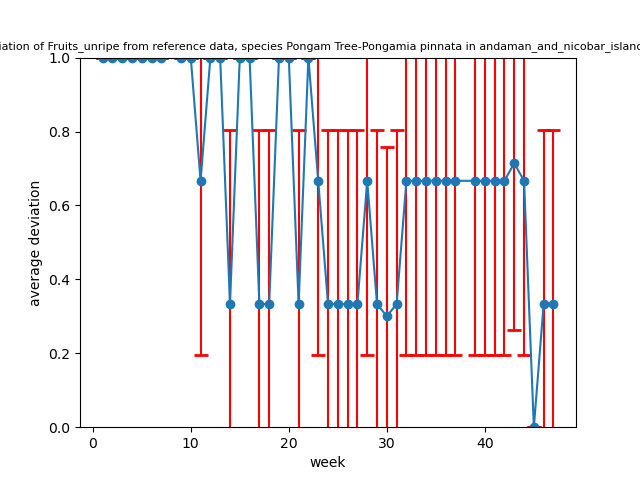 iation of Fruits_unripe from reference data, species Pongam Tree-Pongamia pinnata in andaman_and_nicobar_islan
1.0
0.8
0.6
0.4
0.2
0.0
average deviation
0 10 20 30 40
week